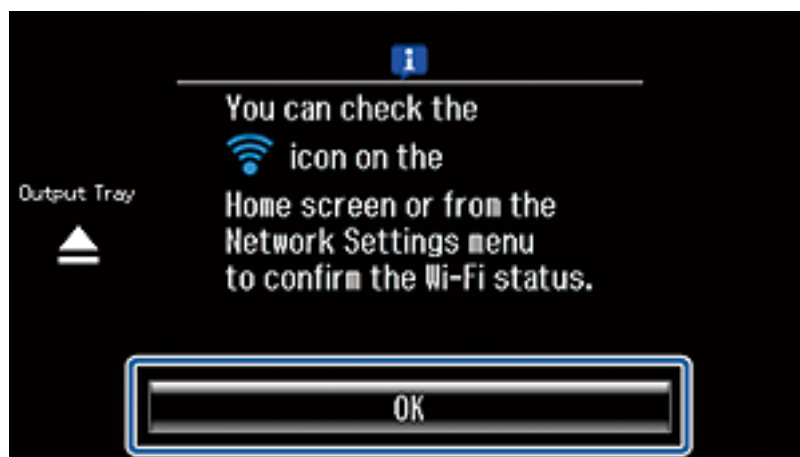 i
You can check the
icon on the
Output Tray
Home screen or from the
Network Settings menu
to confirm the Wi-Fi status.
OK